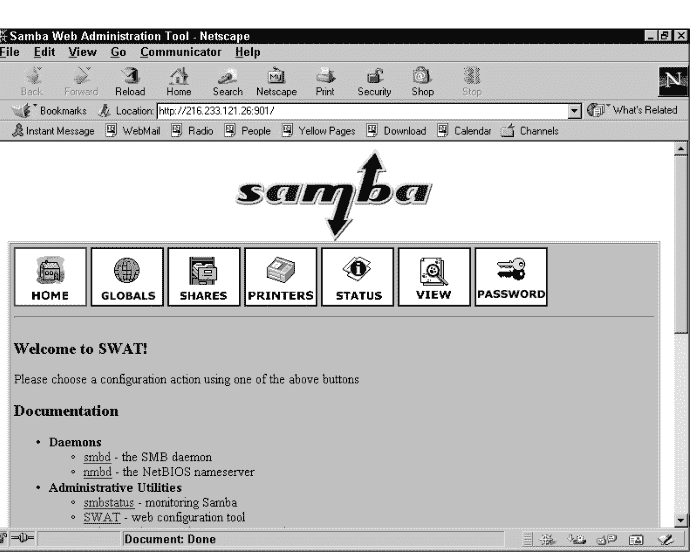 Samba Web Administration Tool - Netscape
File Edit View Go Communicator Help
Back Forward Reload Home Search Netscape Print Security Shop Stop
N
Bookmarks Location: http://216.233.121.26:901/ What's Related
Instant Message WebMail Radio People Yellow Pages Download Calendar Channels
samba
HOME GLOBALS SHARES PRINTERS STATUS VIEW PASSWORD
Welcome to SWAT!
Please choose a configuration action using one of the above buttons
Documentation
• Daemons
◦ smbd - the SMB daemon
◦ nmbd - the NetBIOS nameserver
• Administrative Utilities
◦ smbstatus - monitoring Samba
◦ SWAT - web configuration tool
Document: Done